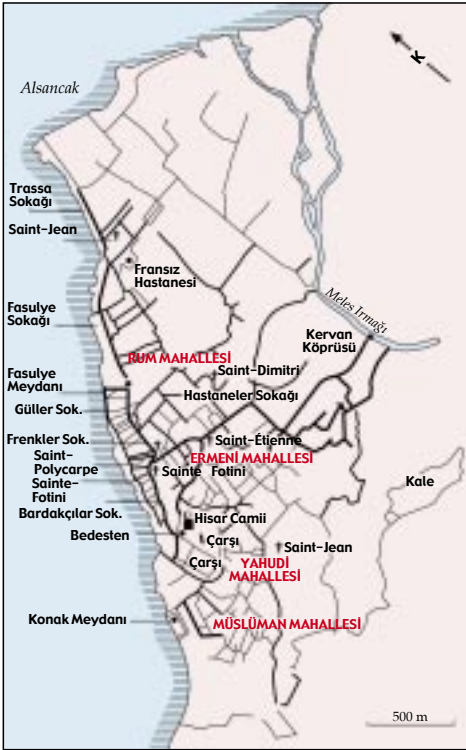 K
Alsancak
Trassa
Sokağı
Saint-Jean
Fransız
Hastanesi
Meles Irmağı
Fasulye
Sokağı
Kervan
Köprüsü
RUM MAHALLESİ
Fasulye
Meydanı
Saint-Dimitri
Hastaneler Sokağı
Güller Sok.
Frenkler Sok.
Saint-Étienne
Saint-
Polycarpe
ERMENİ MAHALLESİ
Sainte Fotini
Sainte-
Fotini
Kale
Bardakçılar Sok.
Hisar Camii
Bedesten
Çarşı
Saint-Jean
Çarşı
YAHUDİ
MAHALLESİ
Konak Meydanı
MÜSLÜMAN MAHALLESİ
500 m